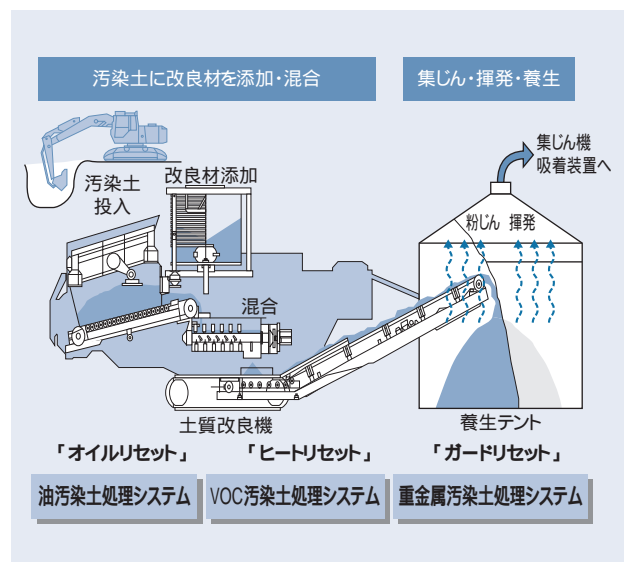 汚染土に改良材を添加・混合
集じん・揮発・養生
集じん機
吸着装置へ
汚染土
投入
改良材添加
粉じん 揮発
混合
土質改良機
養生テント
「オイルリセット」
「ヒートリセット」
「ガードリセット」
油汚染土処理システム
VOC汚染土処理システム
重金属汚染土処理システム